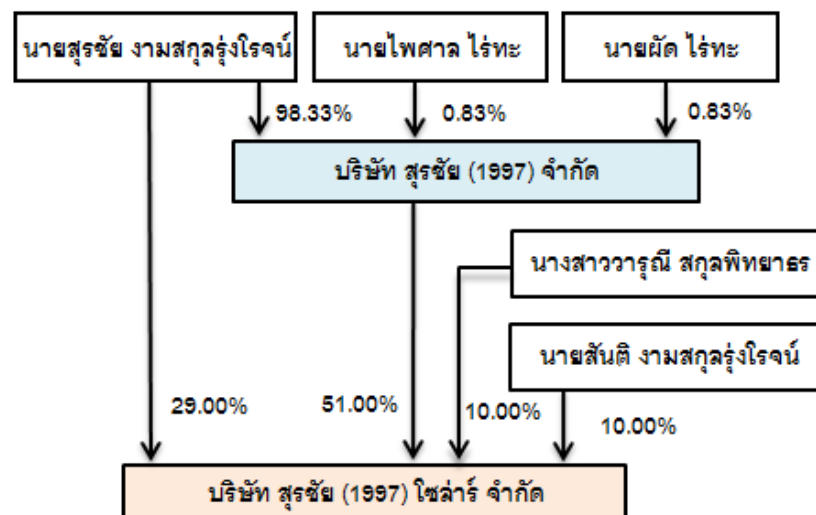 นายสุรชัย งามสกุลรุ่งโรจน์
นายไพศาล ไร่ทะ
นายผัด ไร่ทะ
98.33%
0.83%
0.83%
บริษัท สุรชัย (1997) จำกัด
นางสาววารุณี สกุลพิทยาธร
นายสันติ งามสกุลรุ่งโรจน์
29.00%
51.00%
10.00%
10.00%
บริษัท สุรชัย (1997) โซล่าร์ จำกัด